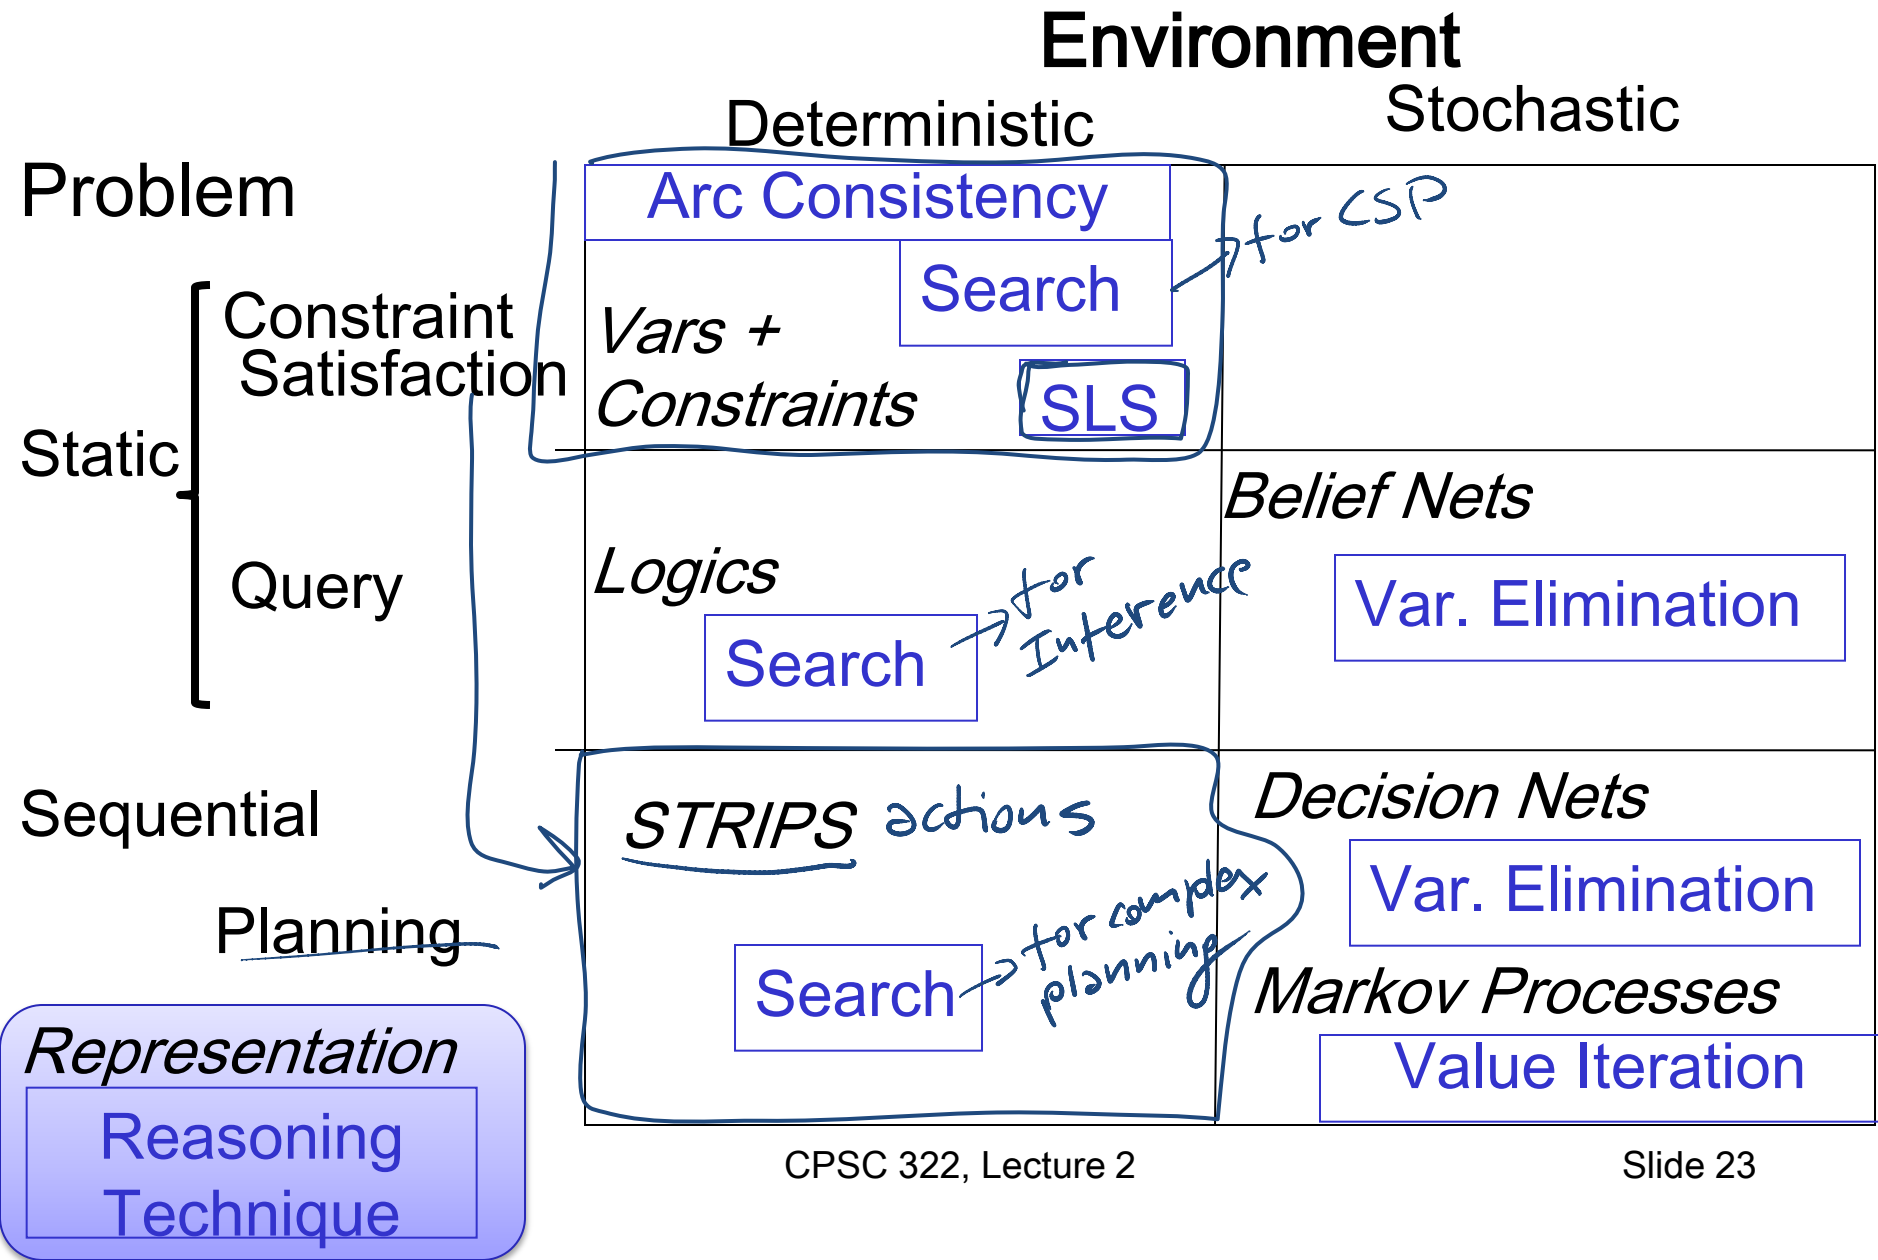 Environment
Deterministic
Stochastic
Problem
Arc Consistency
Search
for CSP
Constraint
Satisfaction
Vars +
Constraints
SLS
Static
Query
Logics
Search
for
Inference
Belief Nets
Var. Elimination
Sequential
Planning
STRIPS actions
Search
for complex
planning
Decision Nets
Var. Elimination
Markov Processes
Value Iteration
Representation
Reasoning
Technique
CPSC 322, Lecture 2
Slide 23